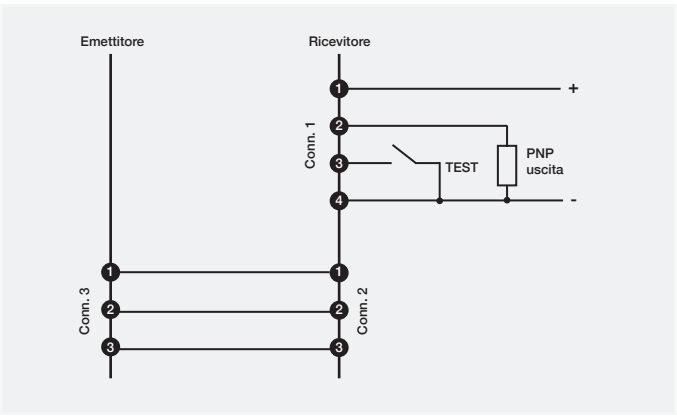 Emettitore
Ricevitore
Conn. 1
1
+
2
3
TEST
PNP
uscita
4
-
Conn. 3
1
2
3
1
2
3
Conn. 2